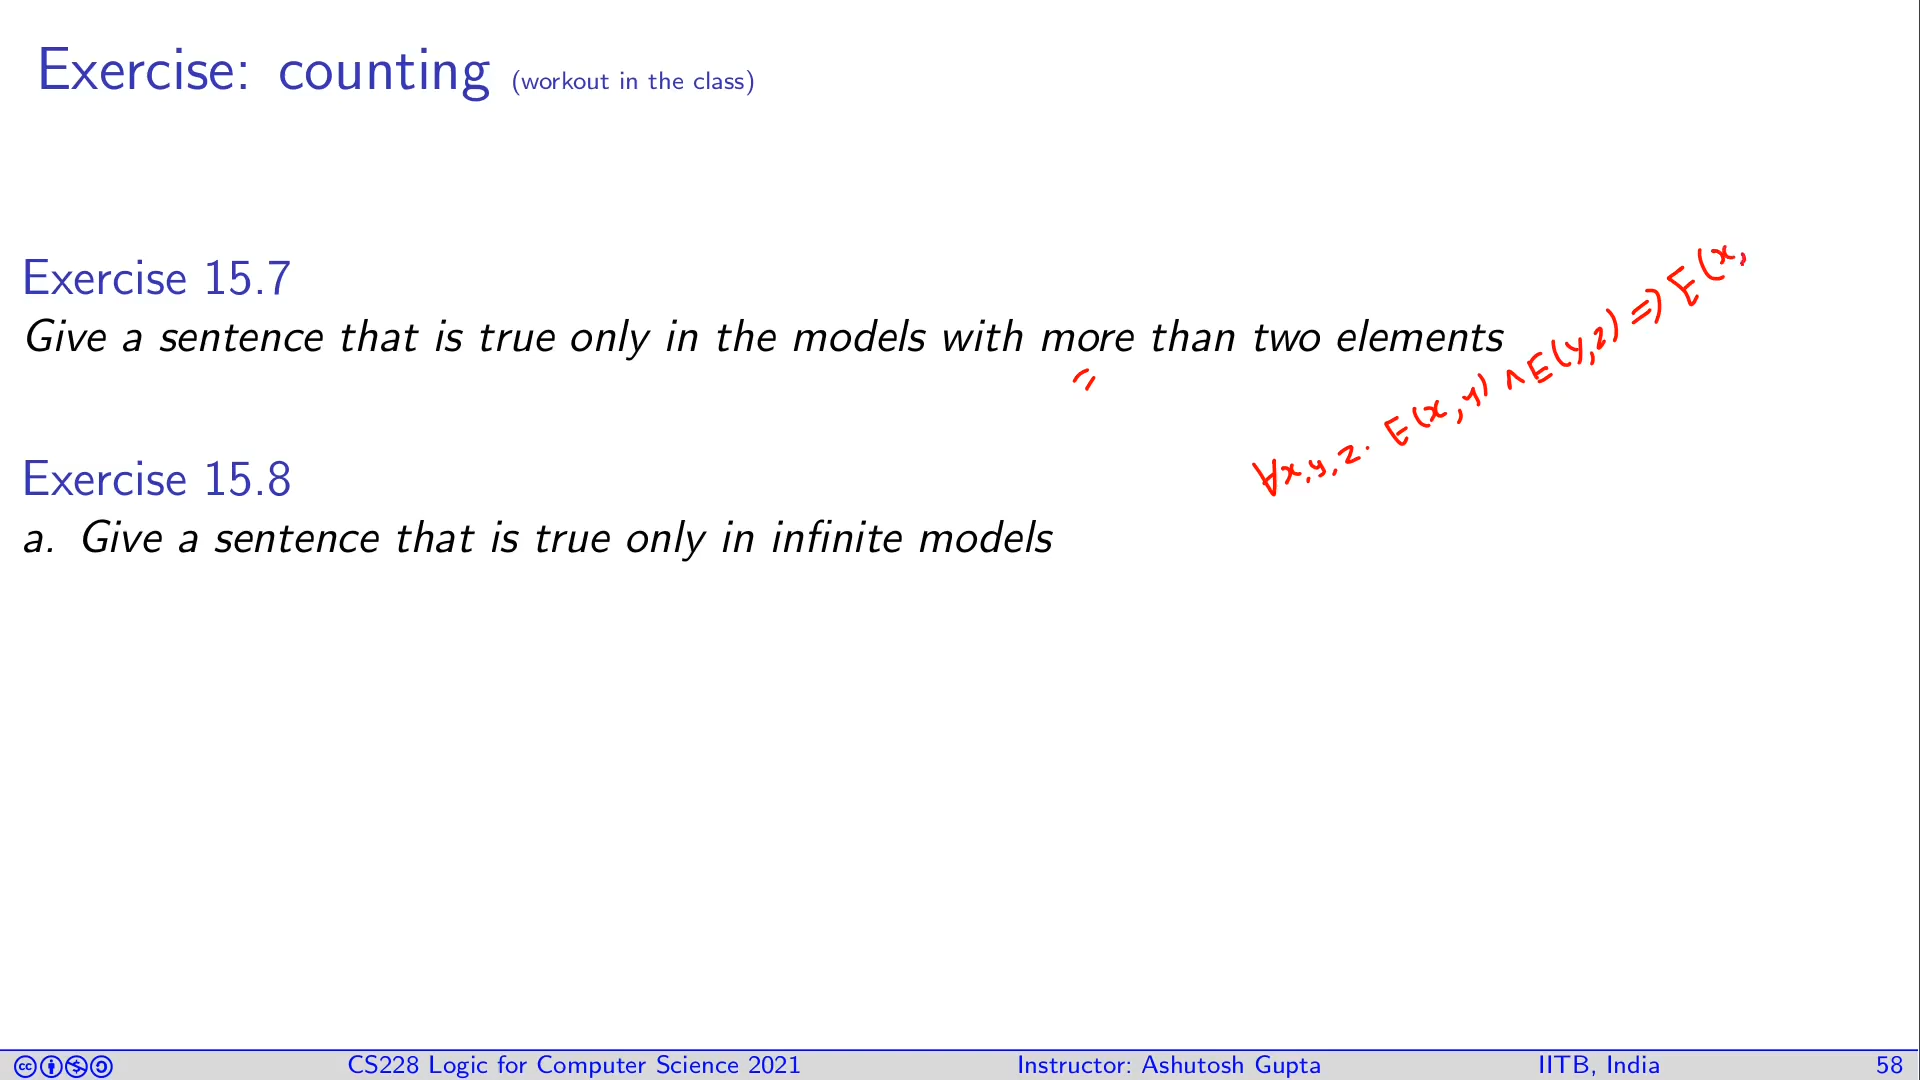 Exercise: counting (workout in the class)
Exercise 15.7
Give a sentence that is true only in the models with more than two elements
∀x,y,z. E(x,y) ∧ E(y,z) ⇒ E(x,
Exercise 15.8
a. Give a sentence that is true only in infinite models
CS228 Logic for Computer Science 2021 Instructor: Ashutosh Gupta IITB, India 58